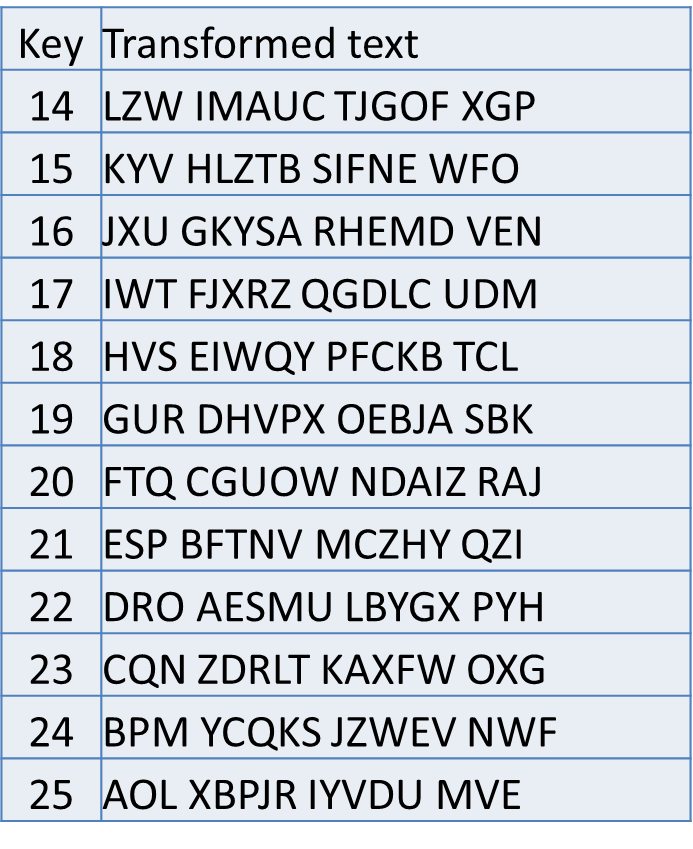 Key Transformed text
14 LZW IMAUC TJGOF XGP
15 KYV HLZTB SIFNE WFO
16 JXU GKYSA RHEMD VEN
17 IWT FJXRZ QGDLC UDM
18 HVS EIWQY PFCKB TCL
19 GUR DHVPX OEBJA SBK
20 FTQ CGUOW NDAIZ RAJ
21 ESP BFTNV MCZHY QZI
22 DRO AESMU LBYGX PYH
23 CQN ZDRLT KAXFW OXG
24 BPM YCQKS JZWEV NWF
25 AOL XBPJR IYVDU MVE